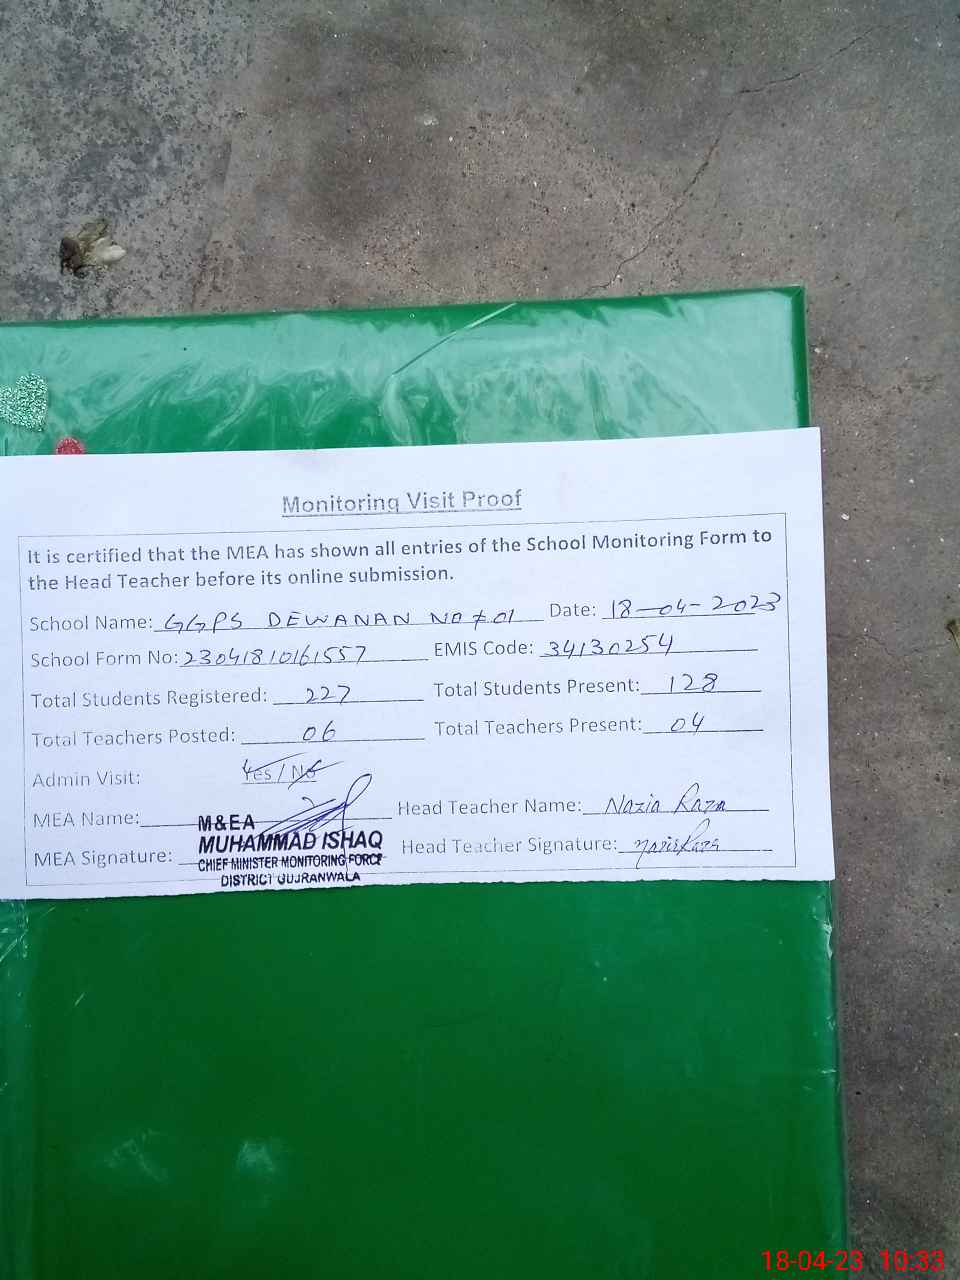 Monitoring Visit Proof
It is certified that the MEA has shown all entries of the School Monitoring Form to
the Head Teacher before its online submission.
School Name: GGPS DEWANAN NO # 01 Date: 18-04-2023
School Form No: 23041810161557 EMIS Code: 34130254
Total Students Registered: 227 Total Students Present: 128
Total Teachers Posted: 06 Total Teachers Present: 04
Admin Visit: Yes / No
MEA Name: Head Teacher Name: Nazia Raza
M&EA
MUHAMMAD ISHAQ
MEA Signature: Head Teacher Signature: Nazia Raza
CHIEF MINISTER MONITORING FORCE
DISTRICT GUJRANWALA
18-04-23 10:33